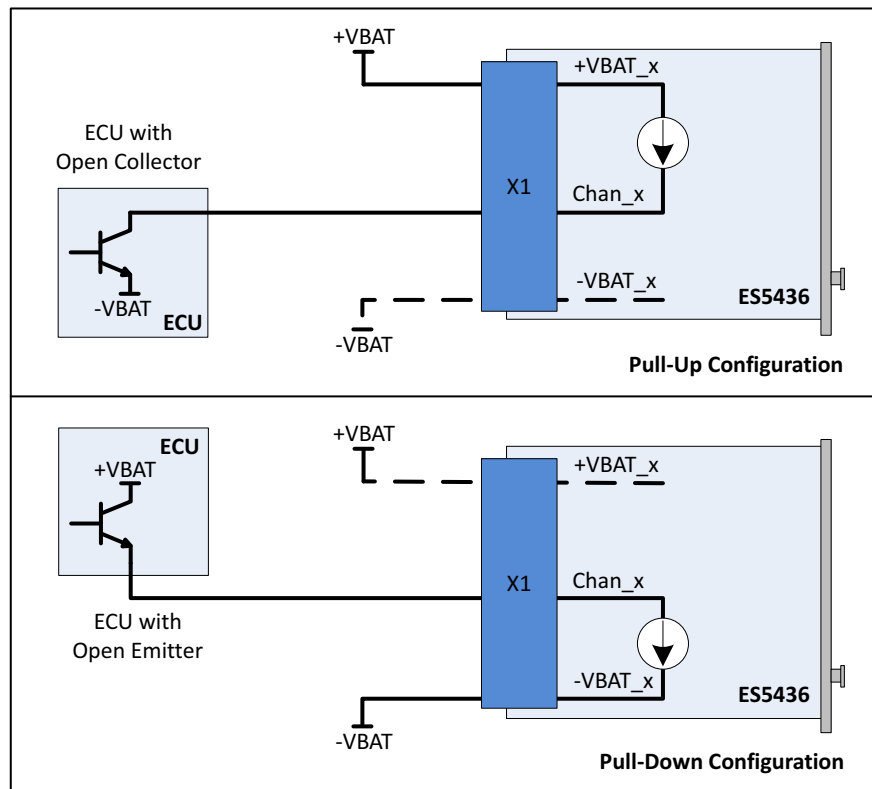 +VBAT
+VBAT_x
ECU with
Open Collector
X1
Chan_x
-VBAT
ECU
-VBAT_x
-VBAT
ES5436
Pull-Up Configuration
ECU
+VBAT
+VBAT
+VBAT_x
X1
Chan_x
ECU with
Open Emitter
-VBAT_x
ES5436
-VBAT
Pull-Down Configuration